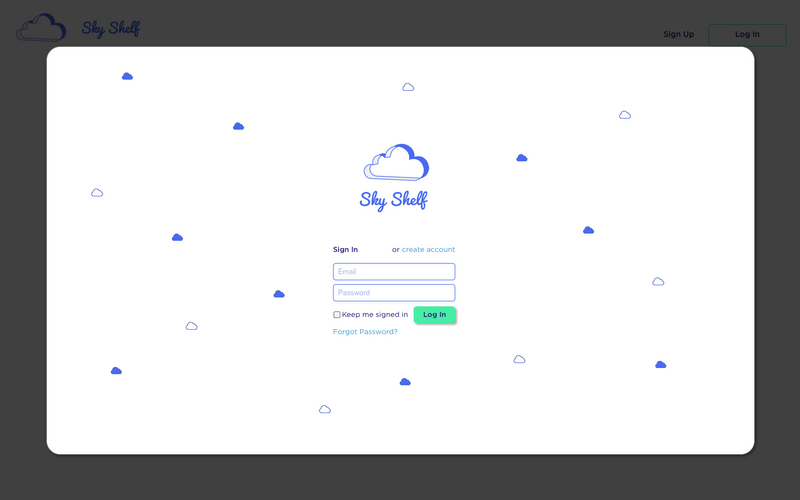 Sky Shelf
Sign Up
Log In
Sky Shelf
Sign In or create account
Email
Password
Keep me signed in Log In
Forgot Password?